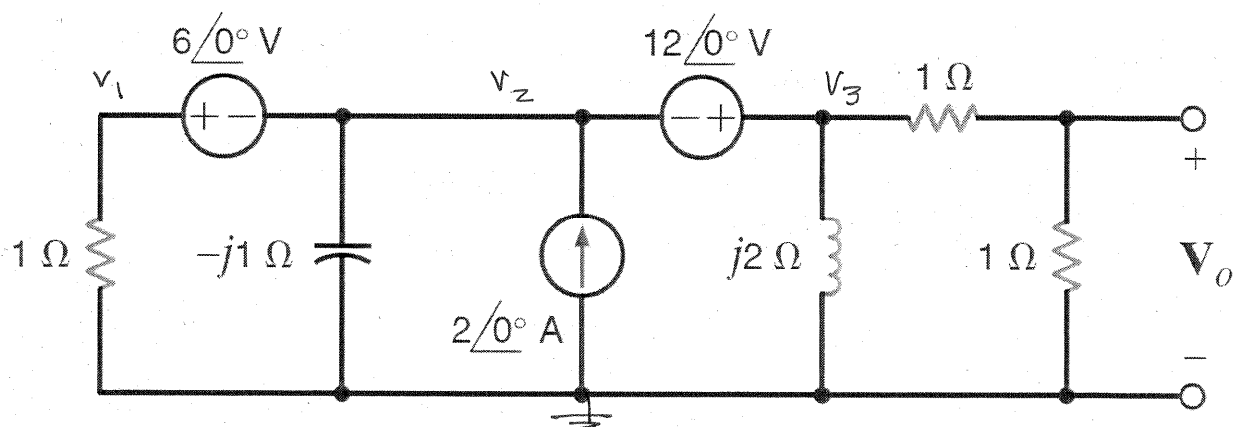 6/0° V
12/0° V
v₁
v₂
V₃
1 Ω
+ −
− +
+
1 Ω
−j1 Ω
j2 Ω
1 Ω
Vₒ
2/0° A
−